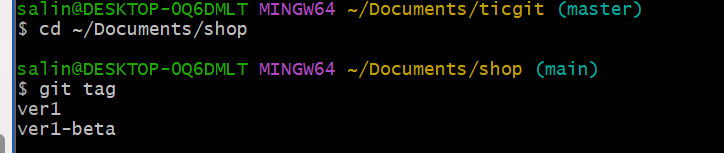 salin@DESKTOP-OQ6DMLT MINGW64 ~/Documents/ticgit (master)
$ cd ~/Documents/shop
salin@DESKTOP-OQ6DMLT MINGW64 ~/Documents/shop (main)
$ git tag
ver1
ver1-beta